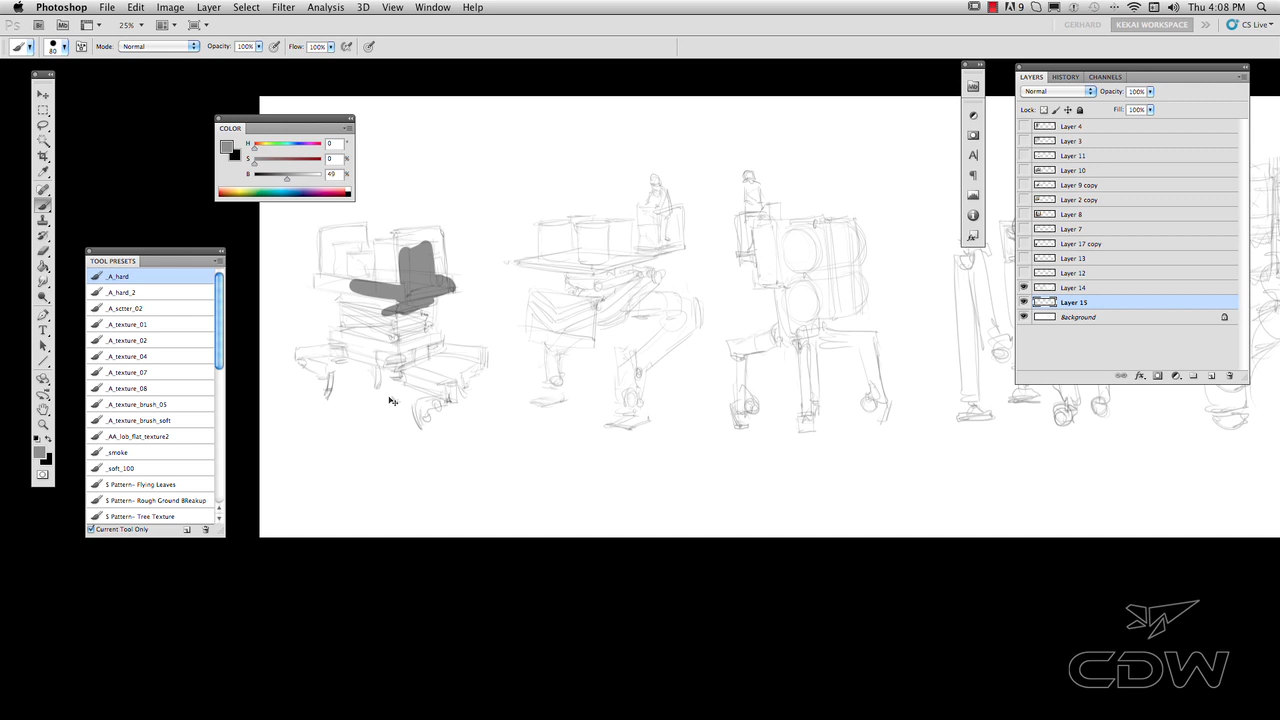 Photoshop File Edit Image Layer Select Filter Analysis 3D View Window Help
A 9 Thu 4:08 PM
Ps Br Mb 25% GERHARD KEKAI WORKSPACE CS Live
80 Mode: Normal Opacity: 100% Flow: 100%
COLOR
H 0 °
S 0 %
B 49 %
TOOL PRESETS
_A_hard
_A_hard_2
_A_sctter_02
_A_texture_01
_A_texture_02
_A_texture_04
_A_texture_07
_A_texture_08
_A_texture_brush_05
_A_texture_brush_soft
_AA_lob_flat_texture2
_smoke
_soft_100
$ Pattern- Flying Leaves
$ Pattern- Rough Ground BReakup
$ Pattern- Tree Texture
Current Tool Only
Mb
LAYERS HISTORY CHANNELS
Normal Opacity: 100%
Lock: Fill: 100%
Layer 4
Layer 3
Layer 11
Layer 10
Layer 9 copy
Layer 2 copy
Layer 8
Layer 7
Layer 17 copy
Layer 13
Layer 12
Layer 14
Layer 15
Background
CDW